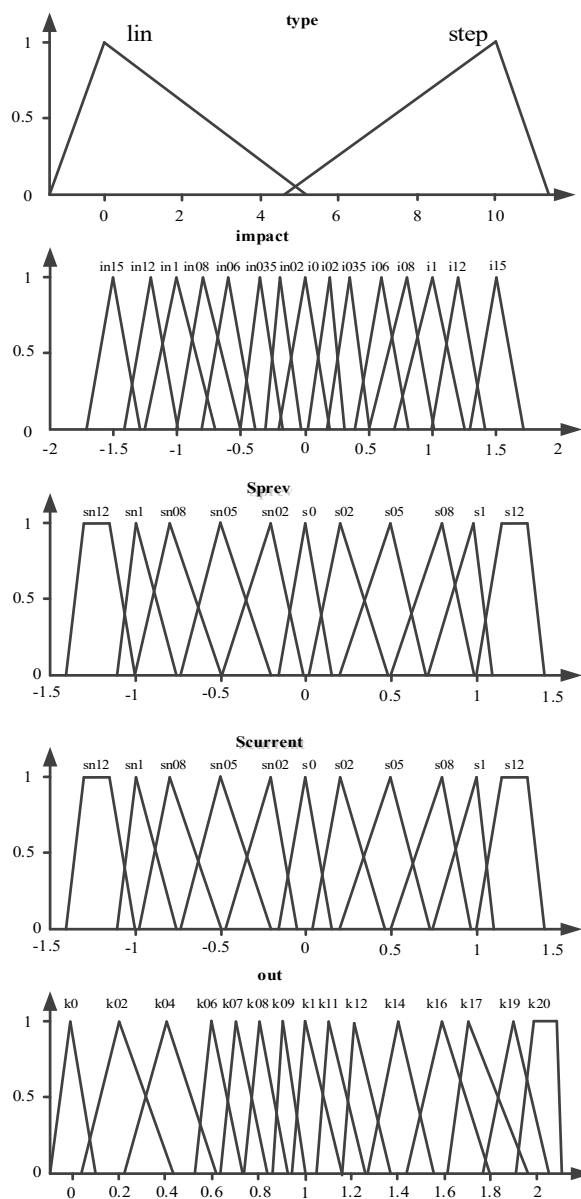 type
lin step
1
0.5
0
0 2 4 6 8 10
impact
in15 in12 in1 in08 in06 in035 in02 i0 i02 i035 i06 i08 i1 i12 i15
1
0.5
0
-2 -1.5 -1 -0.5 0 0.5 1 1.5 2
Sprev
sn12 sn1 sn08 sn05 sn02 s0 s02 s05 s08 s1 s12
1
0.5
0
-1.5 -1 -0.5 0 0.5 1 1.5
Scurrent
sn12 sn1 sn08 sn05 sn02 s0 s02 s05 s08 s1 s12
1
0.5
0
-1.5 -1 -0.5 0 0.5 1 1.5
out
k0 k02 k04 k06 k07 k08 k09 k1 k11 k12 k14 k16 k17 k19 k20
1
0.5
0
0 0.2 0.4 0.6 0.8 1 1.2 1.4 1.6 1.8 2